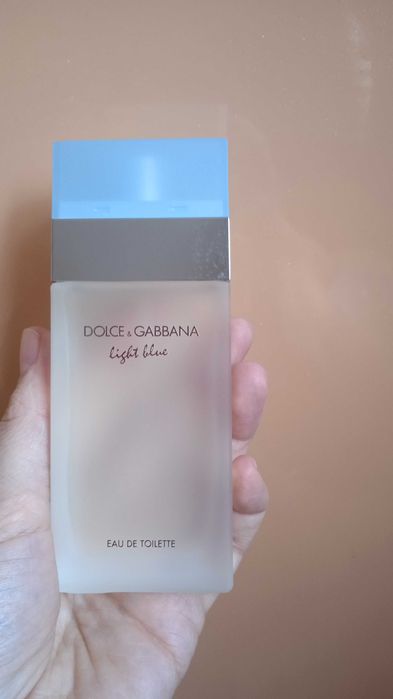 DOLCE & GABBANA
light blue
EAU DE TOILETTE